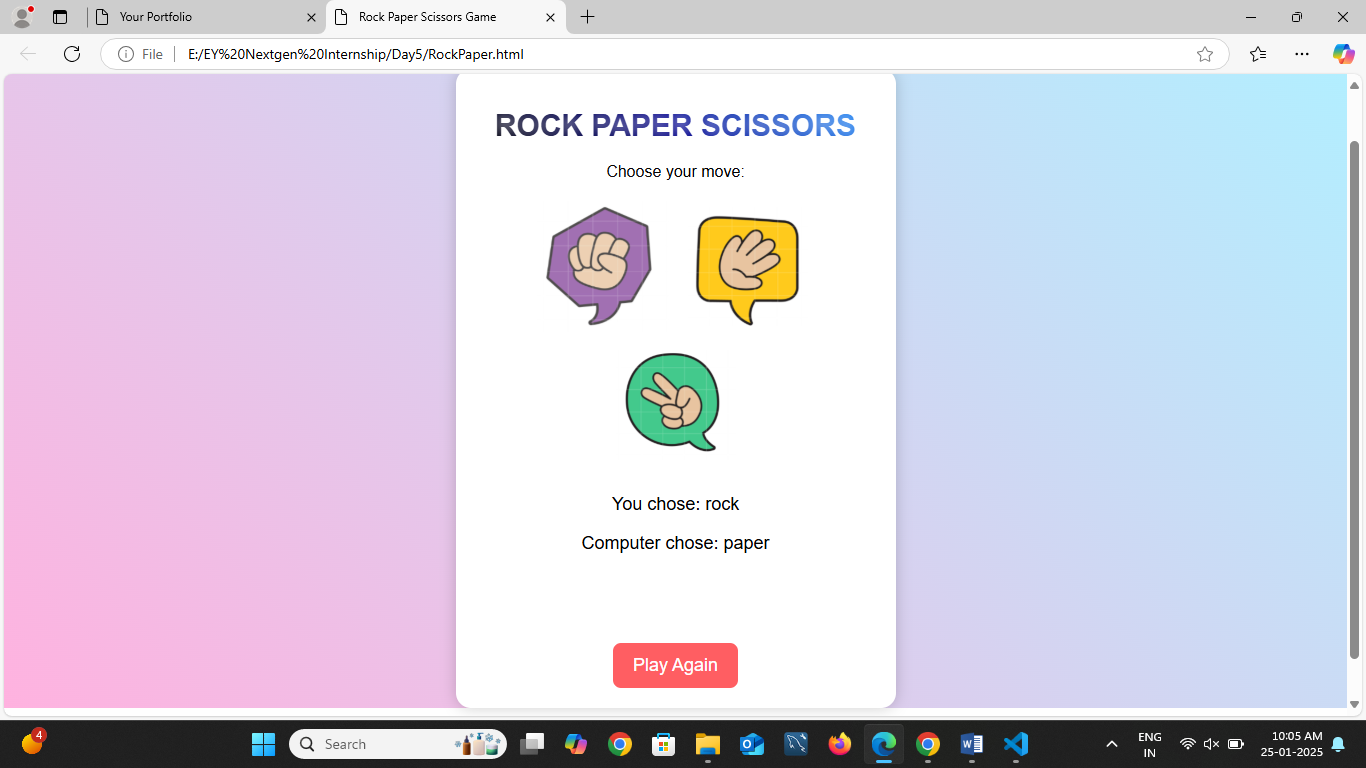 Your Portfolio
Rock Paper Scissors Game
File
E:/EY%20Nextgen%20Internship/Day5/RockPaper.html
ROCK PAPER SCISSORS
Choose your move:
You chose: rock
Computer chose: paper
Play Again
4
Search
ENG
IN
10:05 AM
25-01-2025